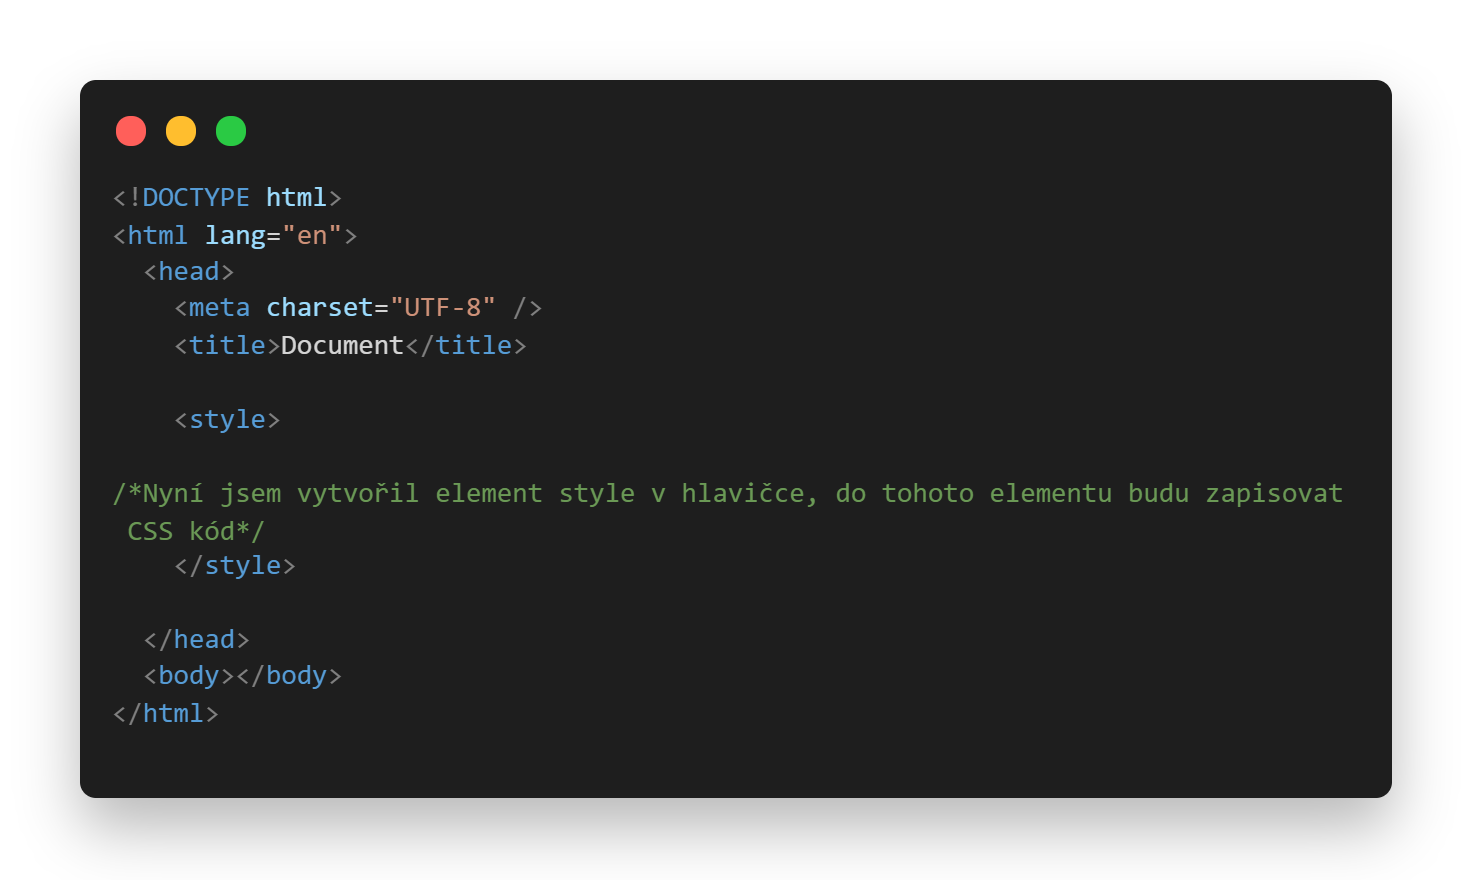 <!DOCTYPE html>
<html lang="en">
  <head>
    <meta charset="UTF-8" />
    <title>Document</title>

    <style>

/*Nyní jsem vytvořil element style v hlavičce, do tohoto elementu budu zapisovat
 CSS kód*/
    </style>

  </head>
  <body></body>
</html>